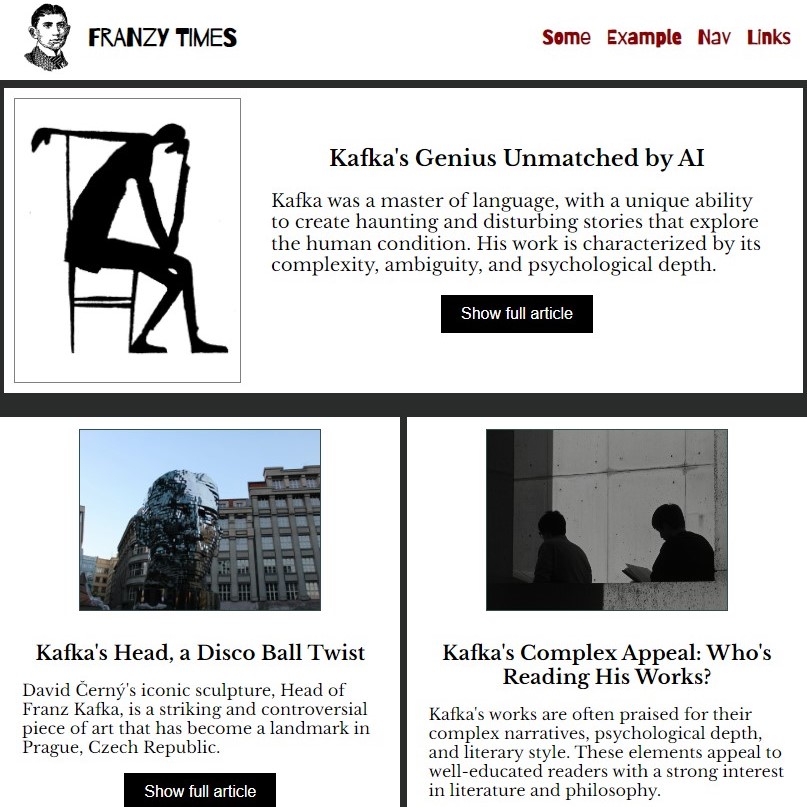 FRANZY TIMES
Some Example Nav Links
Kafka's Genius Unmatched by AI
Kafka was a master of language, with a unique ability
to create haunting and disturbing stories that explore
the human condition. His work is characterized by its
complexity, ambiguity, and psychological depth.
Show full article
Kafka's Head, a Disco Ball Twist
David Černý's iconic sculpture, Head of
Franz Kafka, is a striking and controversial
piece of art that has become a landmark in
Prague, Czech Republic.
Show full article
Kafka's Complex Appeal: Who's
Reading His Works?
Kafka's works are often praised for their
complex narratives, psychological depth,
and literary style. These elements appeal to
well-educated readers with a strong interest
in literature and philosophy.